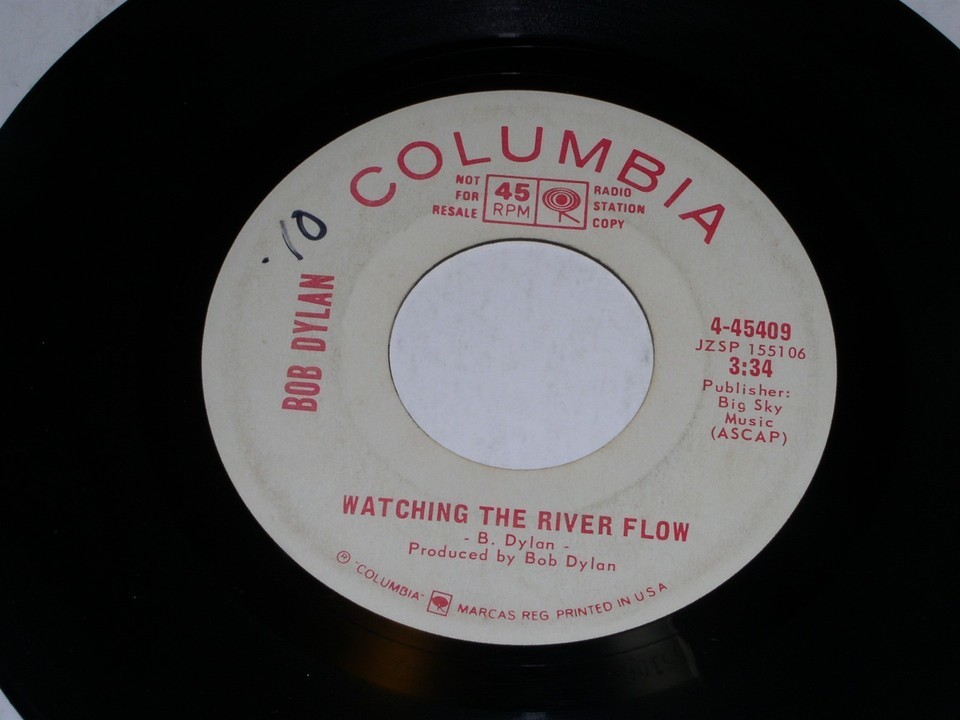 COLUMBIA
NOT
FOR
RESALE
45
RPM
RADIO
STATION
COPY
.10
BOB DYLAN
4-45409
JZSP 155106
3:34
Publisher:
Big Sky
Music
(ASCAP)
WATCHING THE RIVER FLOW
- B. Dylan -
Produced by Bob Dylan
Ⓡ "COLUMBIA" MARCAS REG PRINTED IN U S A